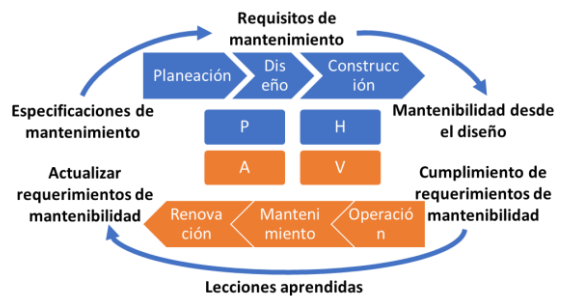 Requisitos de
mantenimiento
Planeación
Dis
eño
Construcc
ión
Especificaciones de
mantenimiento
Mantenibilidad desde
el diseño
P
H
A
V
Actualizar
requerimientos de
mantenibilidad
Cumplimiento de
requerimientos de
mantenibilidad
Renova
ción
Manteni
miento
Operació
n
Lecciones aprendidas